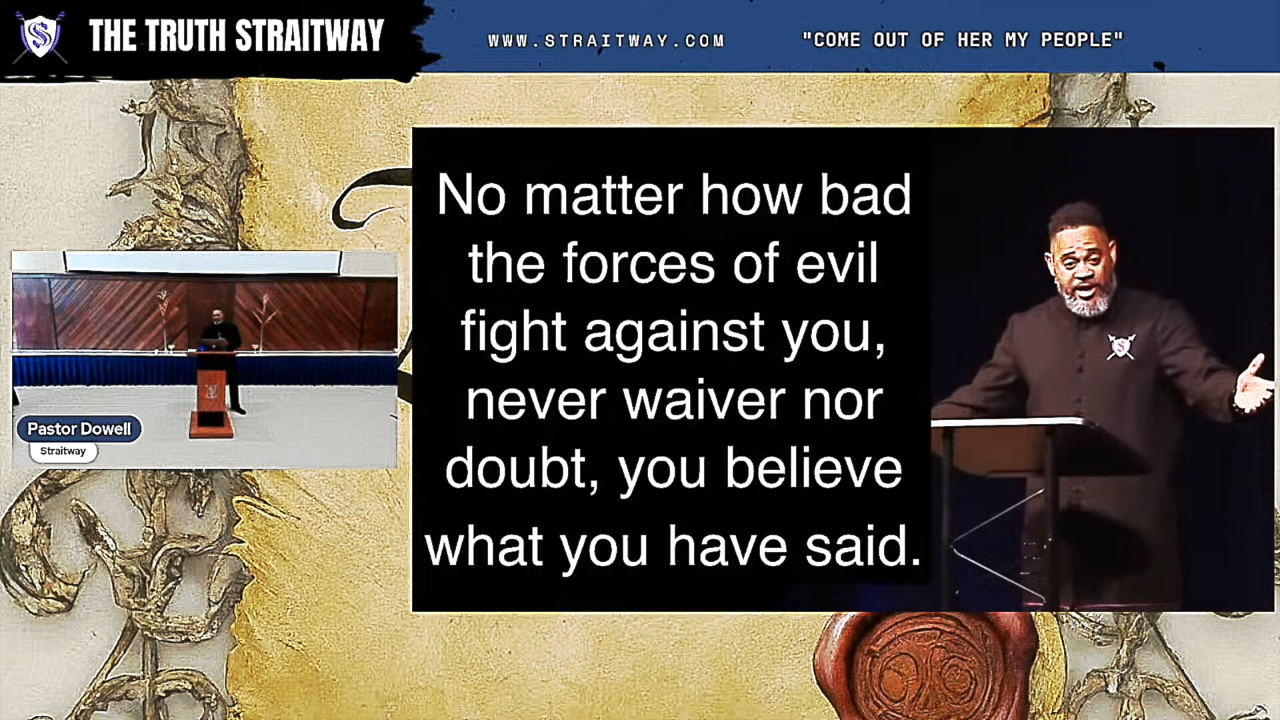 THE TRUTH STRAITWAY
WWW.STRAITWAY.COM
"COME OUT OF HER MY PEOPLE"
No matter how bad
the forces of evil
fight against you,
never waiver nor
doubt, you believe
what you have said.
Pastor Dowell
Straitway